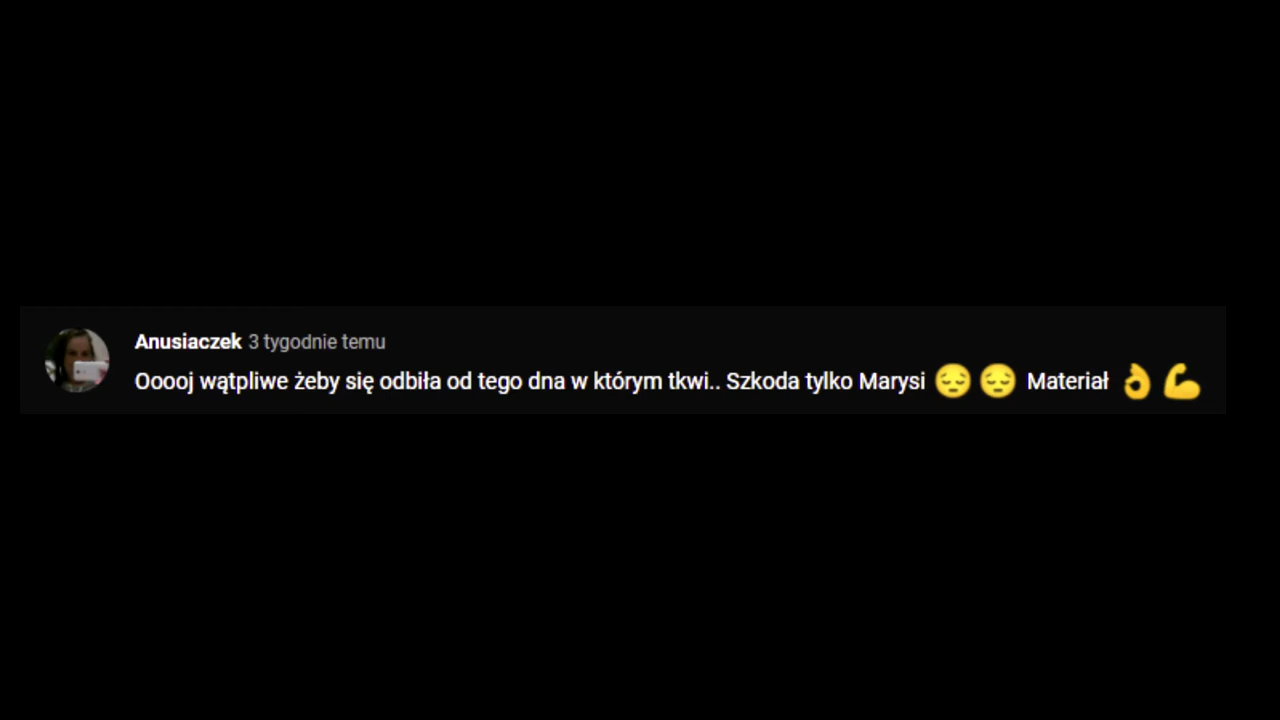 Anusiaczek 3 tygodnie temu
Ooooj wątpliwe żeby się odbiła od tego dna w którym tkwi.. Szkoda tylko Marysi 😔😔 Materiał 👌💪